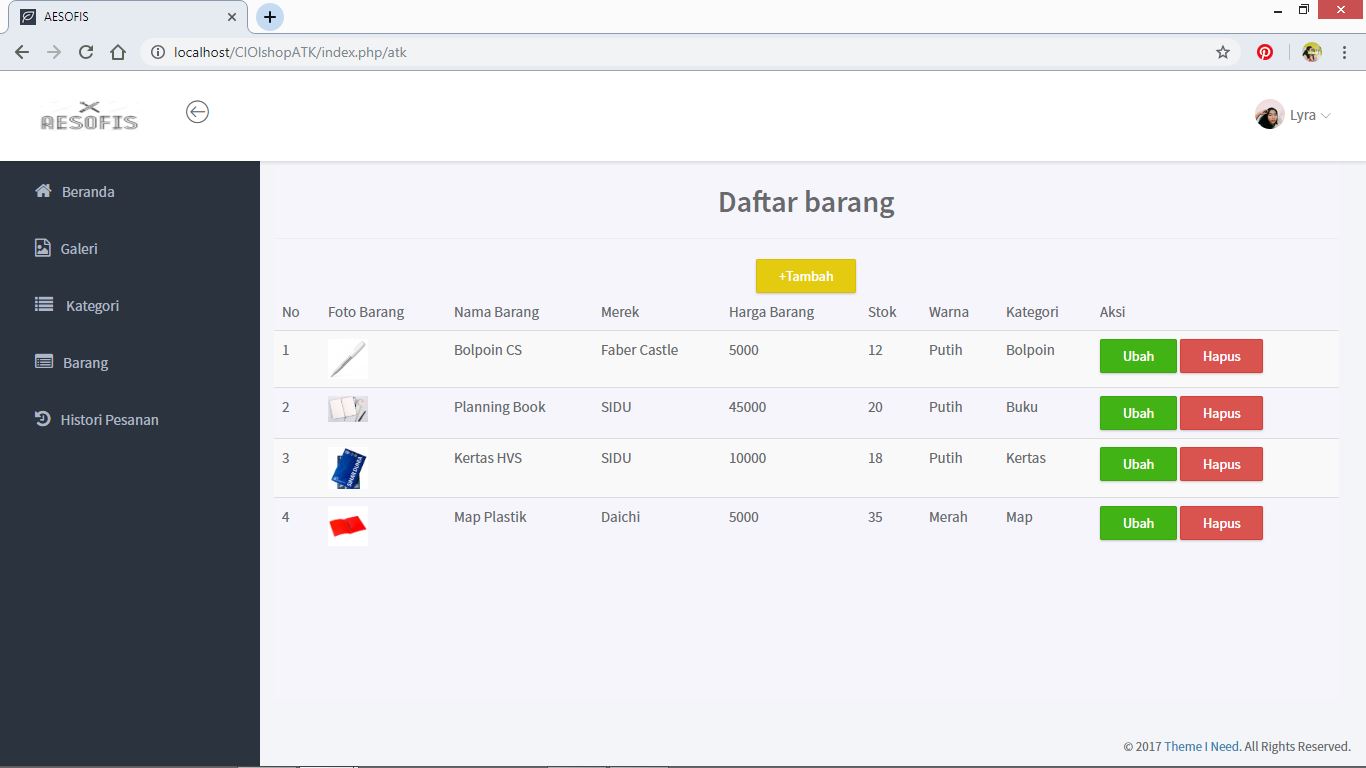 AESOFIS
localhost/CIOlshopATK/index.php/atk
AESOFIS
Lyra
Beranda
Galeri
Kategori
Barang
Histori Pesanan
Daftar barang
+Tambah
No Foto Barang Nama Barang Merek Harga Barang Stok Warna Kategori Aksi
1 Bolpoin CS Faber Castle 5000 12 Putih Bolpoin Ubah Hapus
2 Planning Book SIDU 45000 20 Putih Buku Ubah Hapus
3 Kertas HVS SIDU 10000 18 Putih Kertas Ubah Hapus
4 Map Plastik Daichi 5000 35 Merah Map Ubah Hapus
© 2017 Theme I Need. All Rights Reserved.